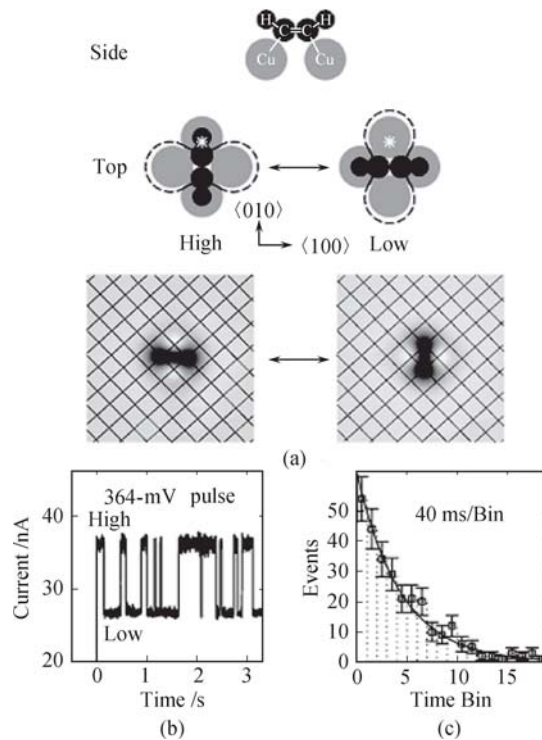 Side
H
C=C
H
Cu
Cu
Top
⟨010⟩
⟨100⟩
High
Low
(a)
364-mV pulse
High
Low
Current /nA
40
30
20
0
1
2
3
Time /s
(b)
40 ms/Bin
Events
50
40
30
20
10
0
0
5
10
15
Time Bin
(c)